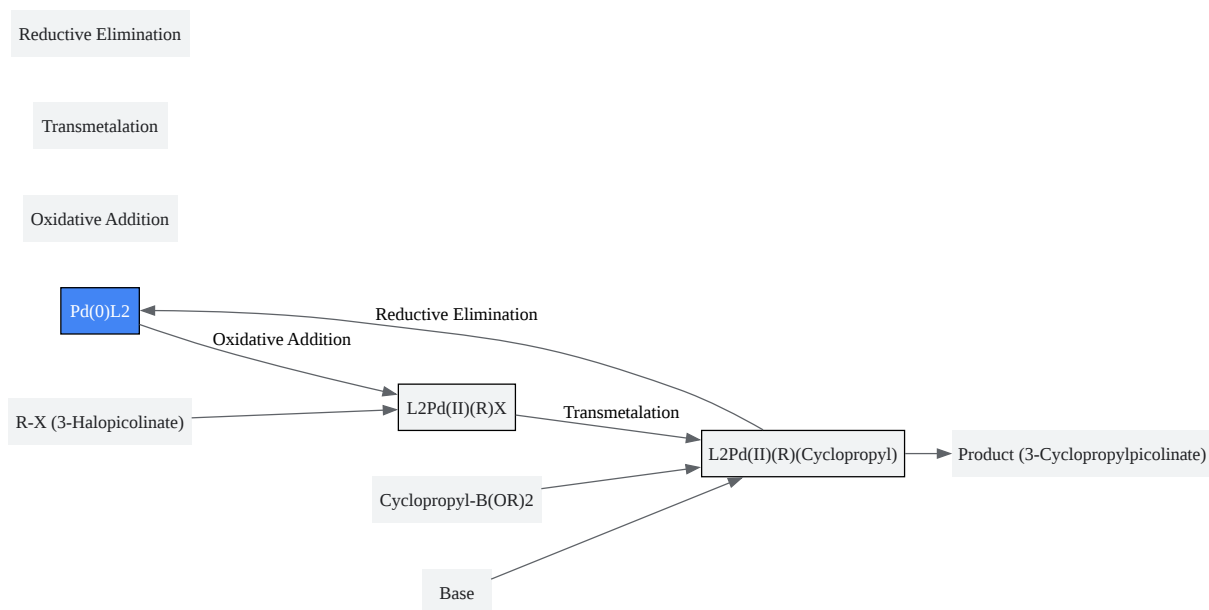 Reductive Elimination
Transmetalation
Oxidative Addition
Pd(0)L2
Reductive Elimination
Oxidative Addition
R-X (3-Halopicolinate)
L2Pd(II)(R)X
Transmetalation
L2Pd(II)(R)(Cyclopropyl)
Product (3-Cyclopropylpicolinate)
Cyclopropyl-B(OR)2
Base